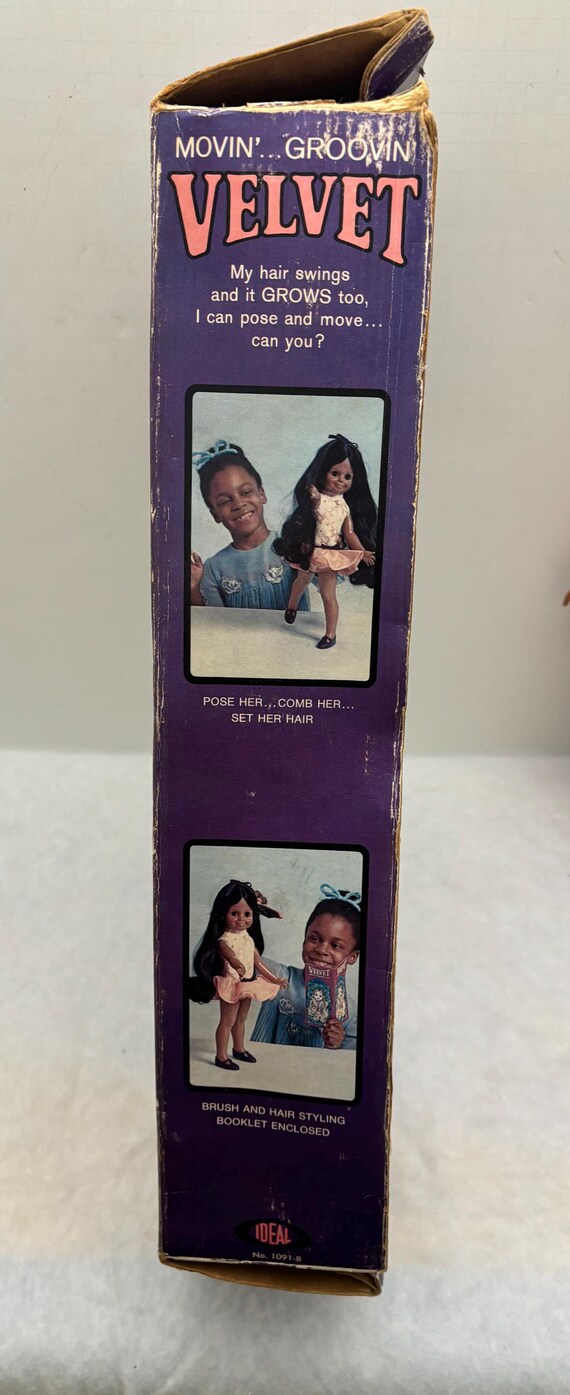 MOVIN'... GROOVIN'
VELVET
My hair swings
and it GROWS too,
I can pose and move...
can you?
POSE HER...COMB HER...
SET HER HAIR
VELVET
BRUSH AND HAIR STYLING
BOOKLET ENCLOSED
IDEAL
No. 1091-8